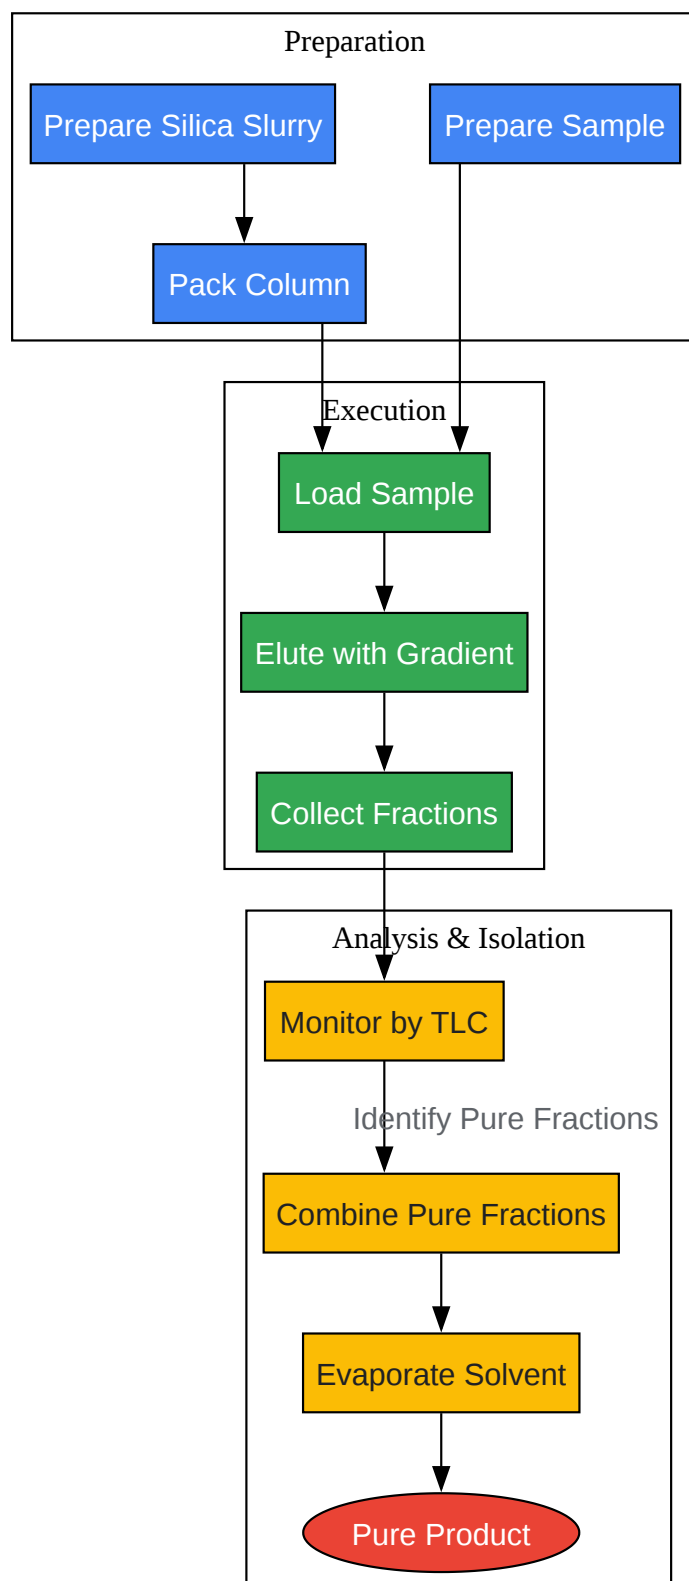 Preparation
Prepare Silica Slurry
Prepare Sample
Pack Column
Execution
Load Sample
Elute with Gradient
Collect Fractions
Analysis & Isolation
Monitor by TLC
Identify Pure Fractions
Combine Pure Fractions
Evaporate Solvent
Pure Product